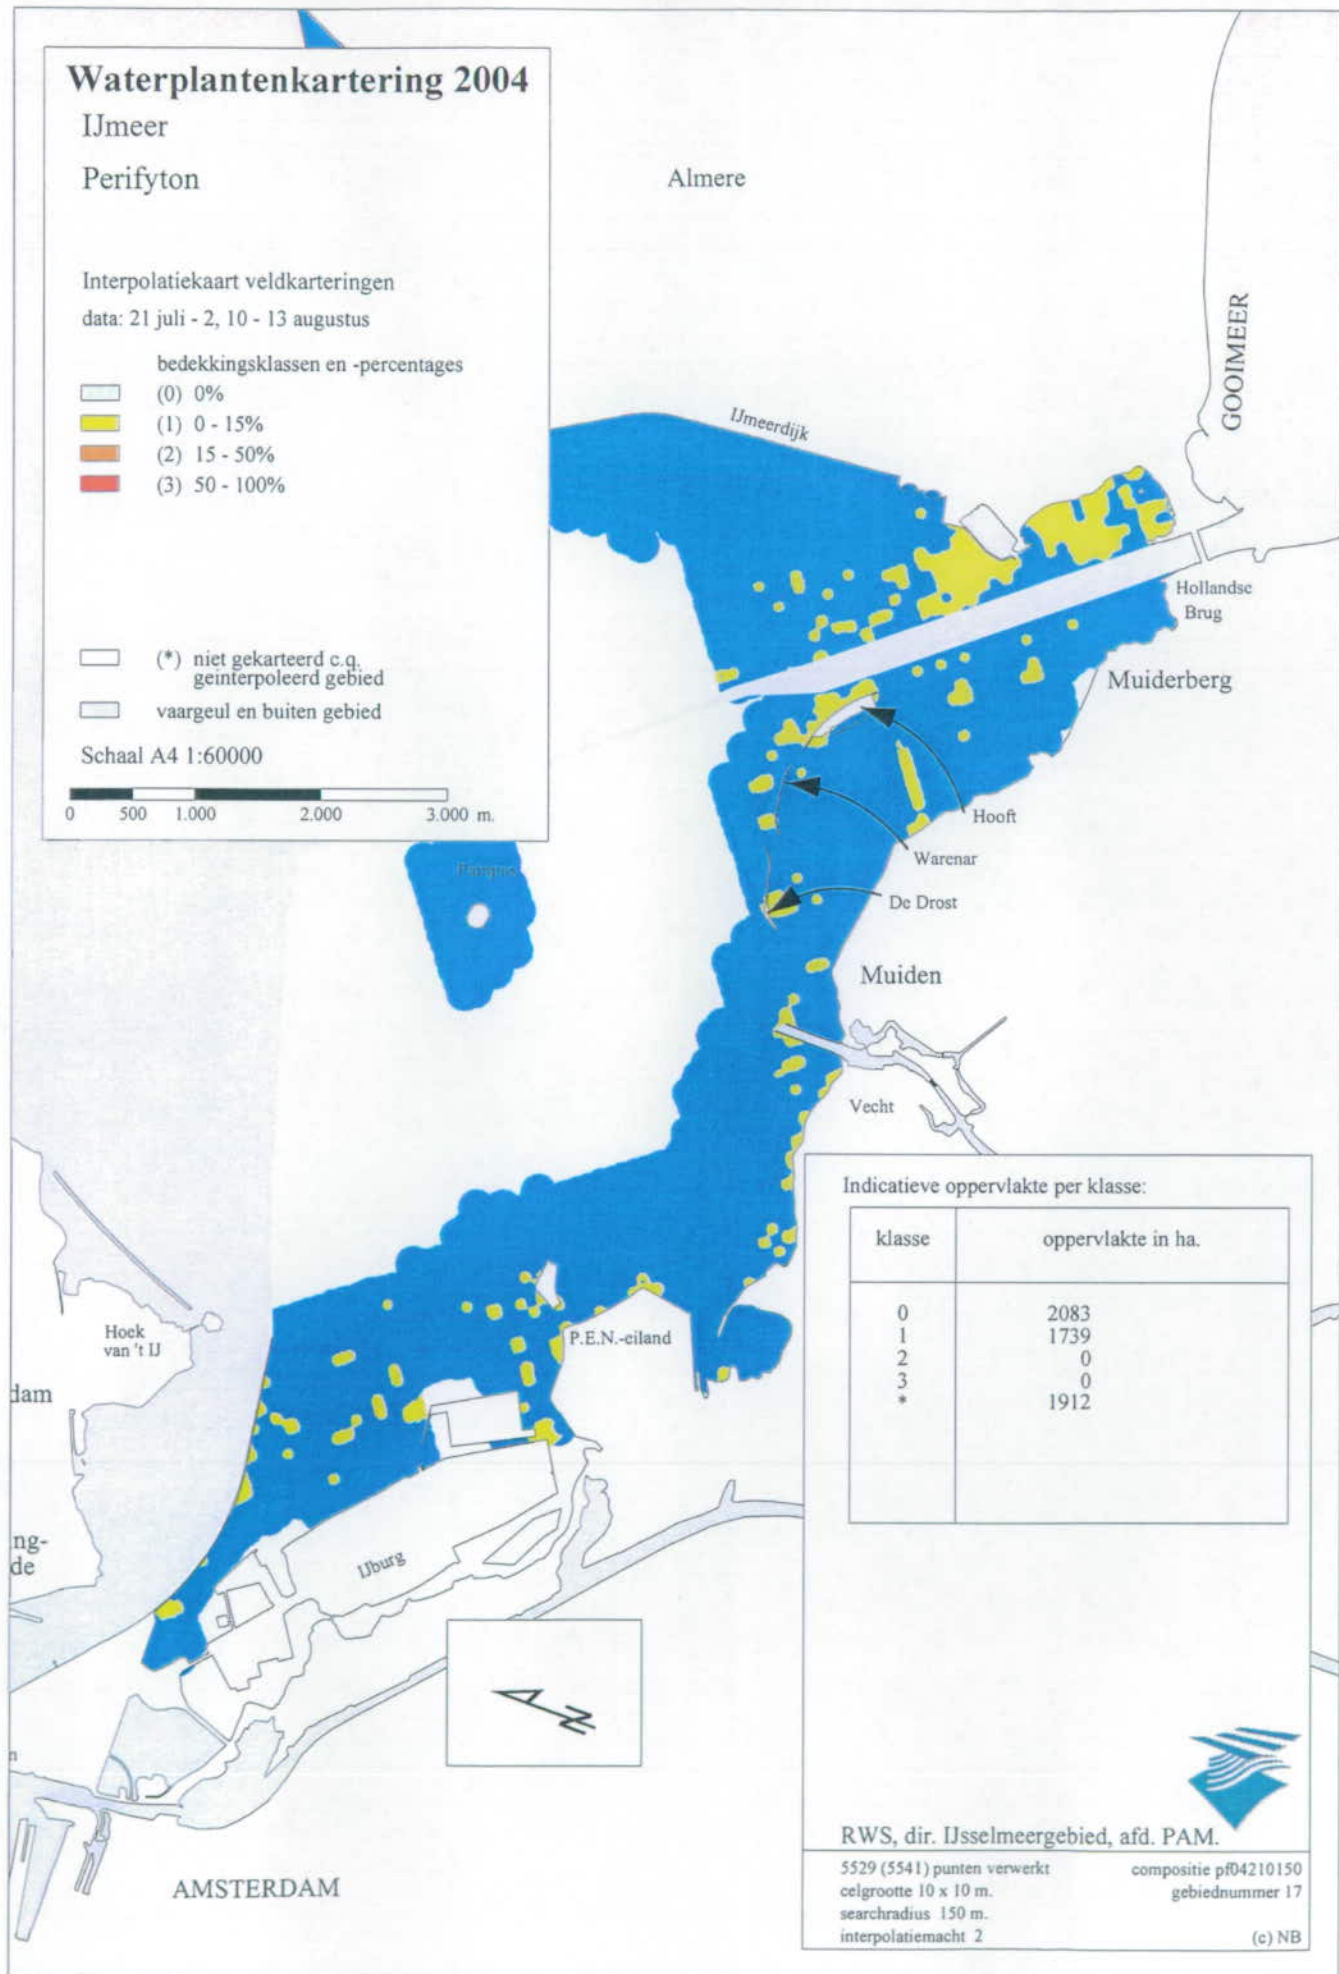 Waterplantenkartering 2004
IJmeer
Perifyton
Interpolatiekaart veldkarteringen
data: 21 juli - 2, 10 - 13 augustus
bedekkingsklassen en -percentages
(0) 0%
(1) 0 - 15%
(2) 15 - 50%
(3) 50 - 100%
(*) niet gekarteerd c.q.
geinterpoleerd gebied
vaargeul en buiten gebied
Schaal A4 1:60000
0 500 1.000 2.000 3.000 m.
Almere
GOOIMEER
IJmeerdijk
Hollandse
Brug
Muiderberg
Hooft
Warenar
De Drost
Muiden
Vecht
Hoek
van 't IJ
P.E.N.-eiland
dam
ng-
de
IJburg
n
AMSTERDAM
Indicatieve oppervlakte per klasse:
klasse oppervlakte in ha.
0 2083
1 1739
2 0
3 0
* 1912
N
RWS, dir. IJsselmeergebied, afd. PAM.
5529 (5541) punten verwerkt compositie pf04210150
celgrootte 10 x 10 m. gebiednummer 17
searchradius 150 m.
interpolatiemacht 2 (c) NB